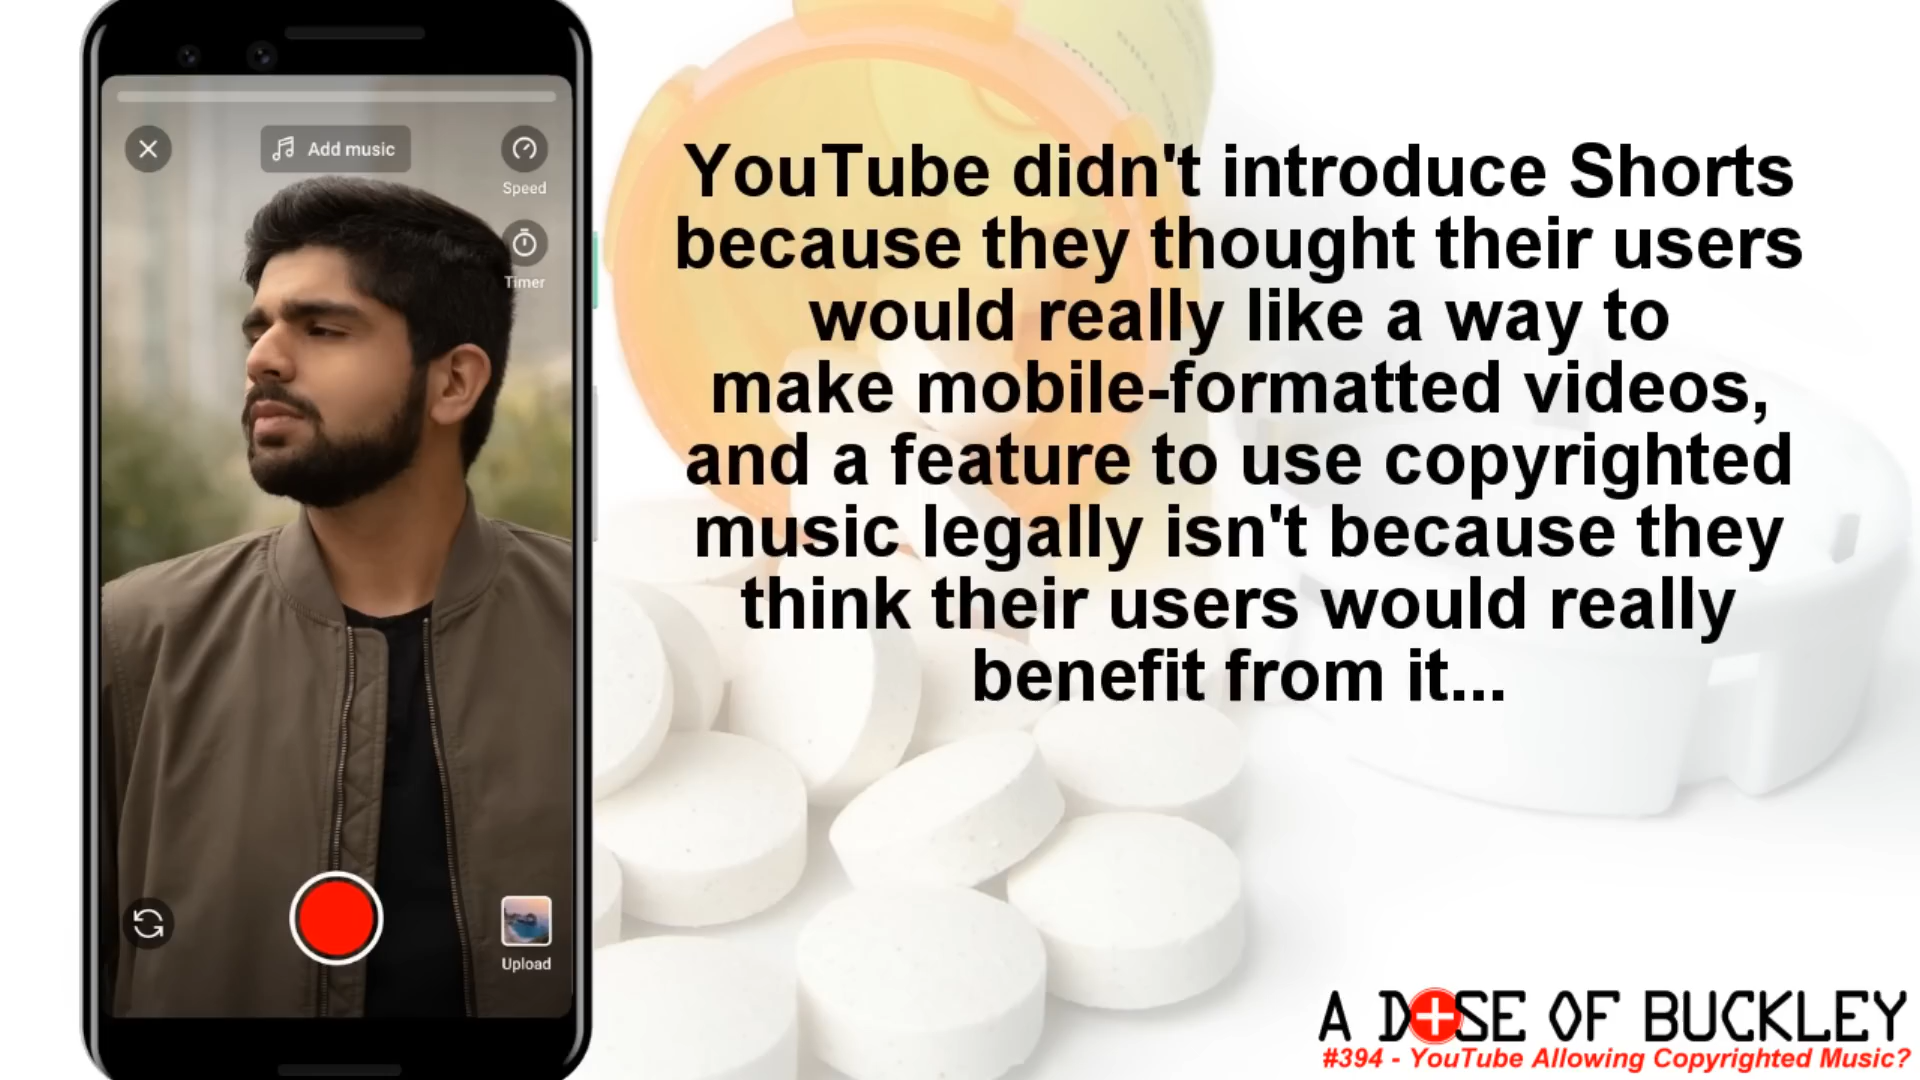 Add music
Speed
Timer
Upload
YouTube didn't introduce Shorts
because they thought their users
would really like a way to
make mobile-formatted videos,
and a feature to use copyrighted
music legally isn't because they
think their users would really
benefit from it...
A DOSE OF BUCKLEY
#394 - YouTube Allowing Copyrighted Music?